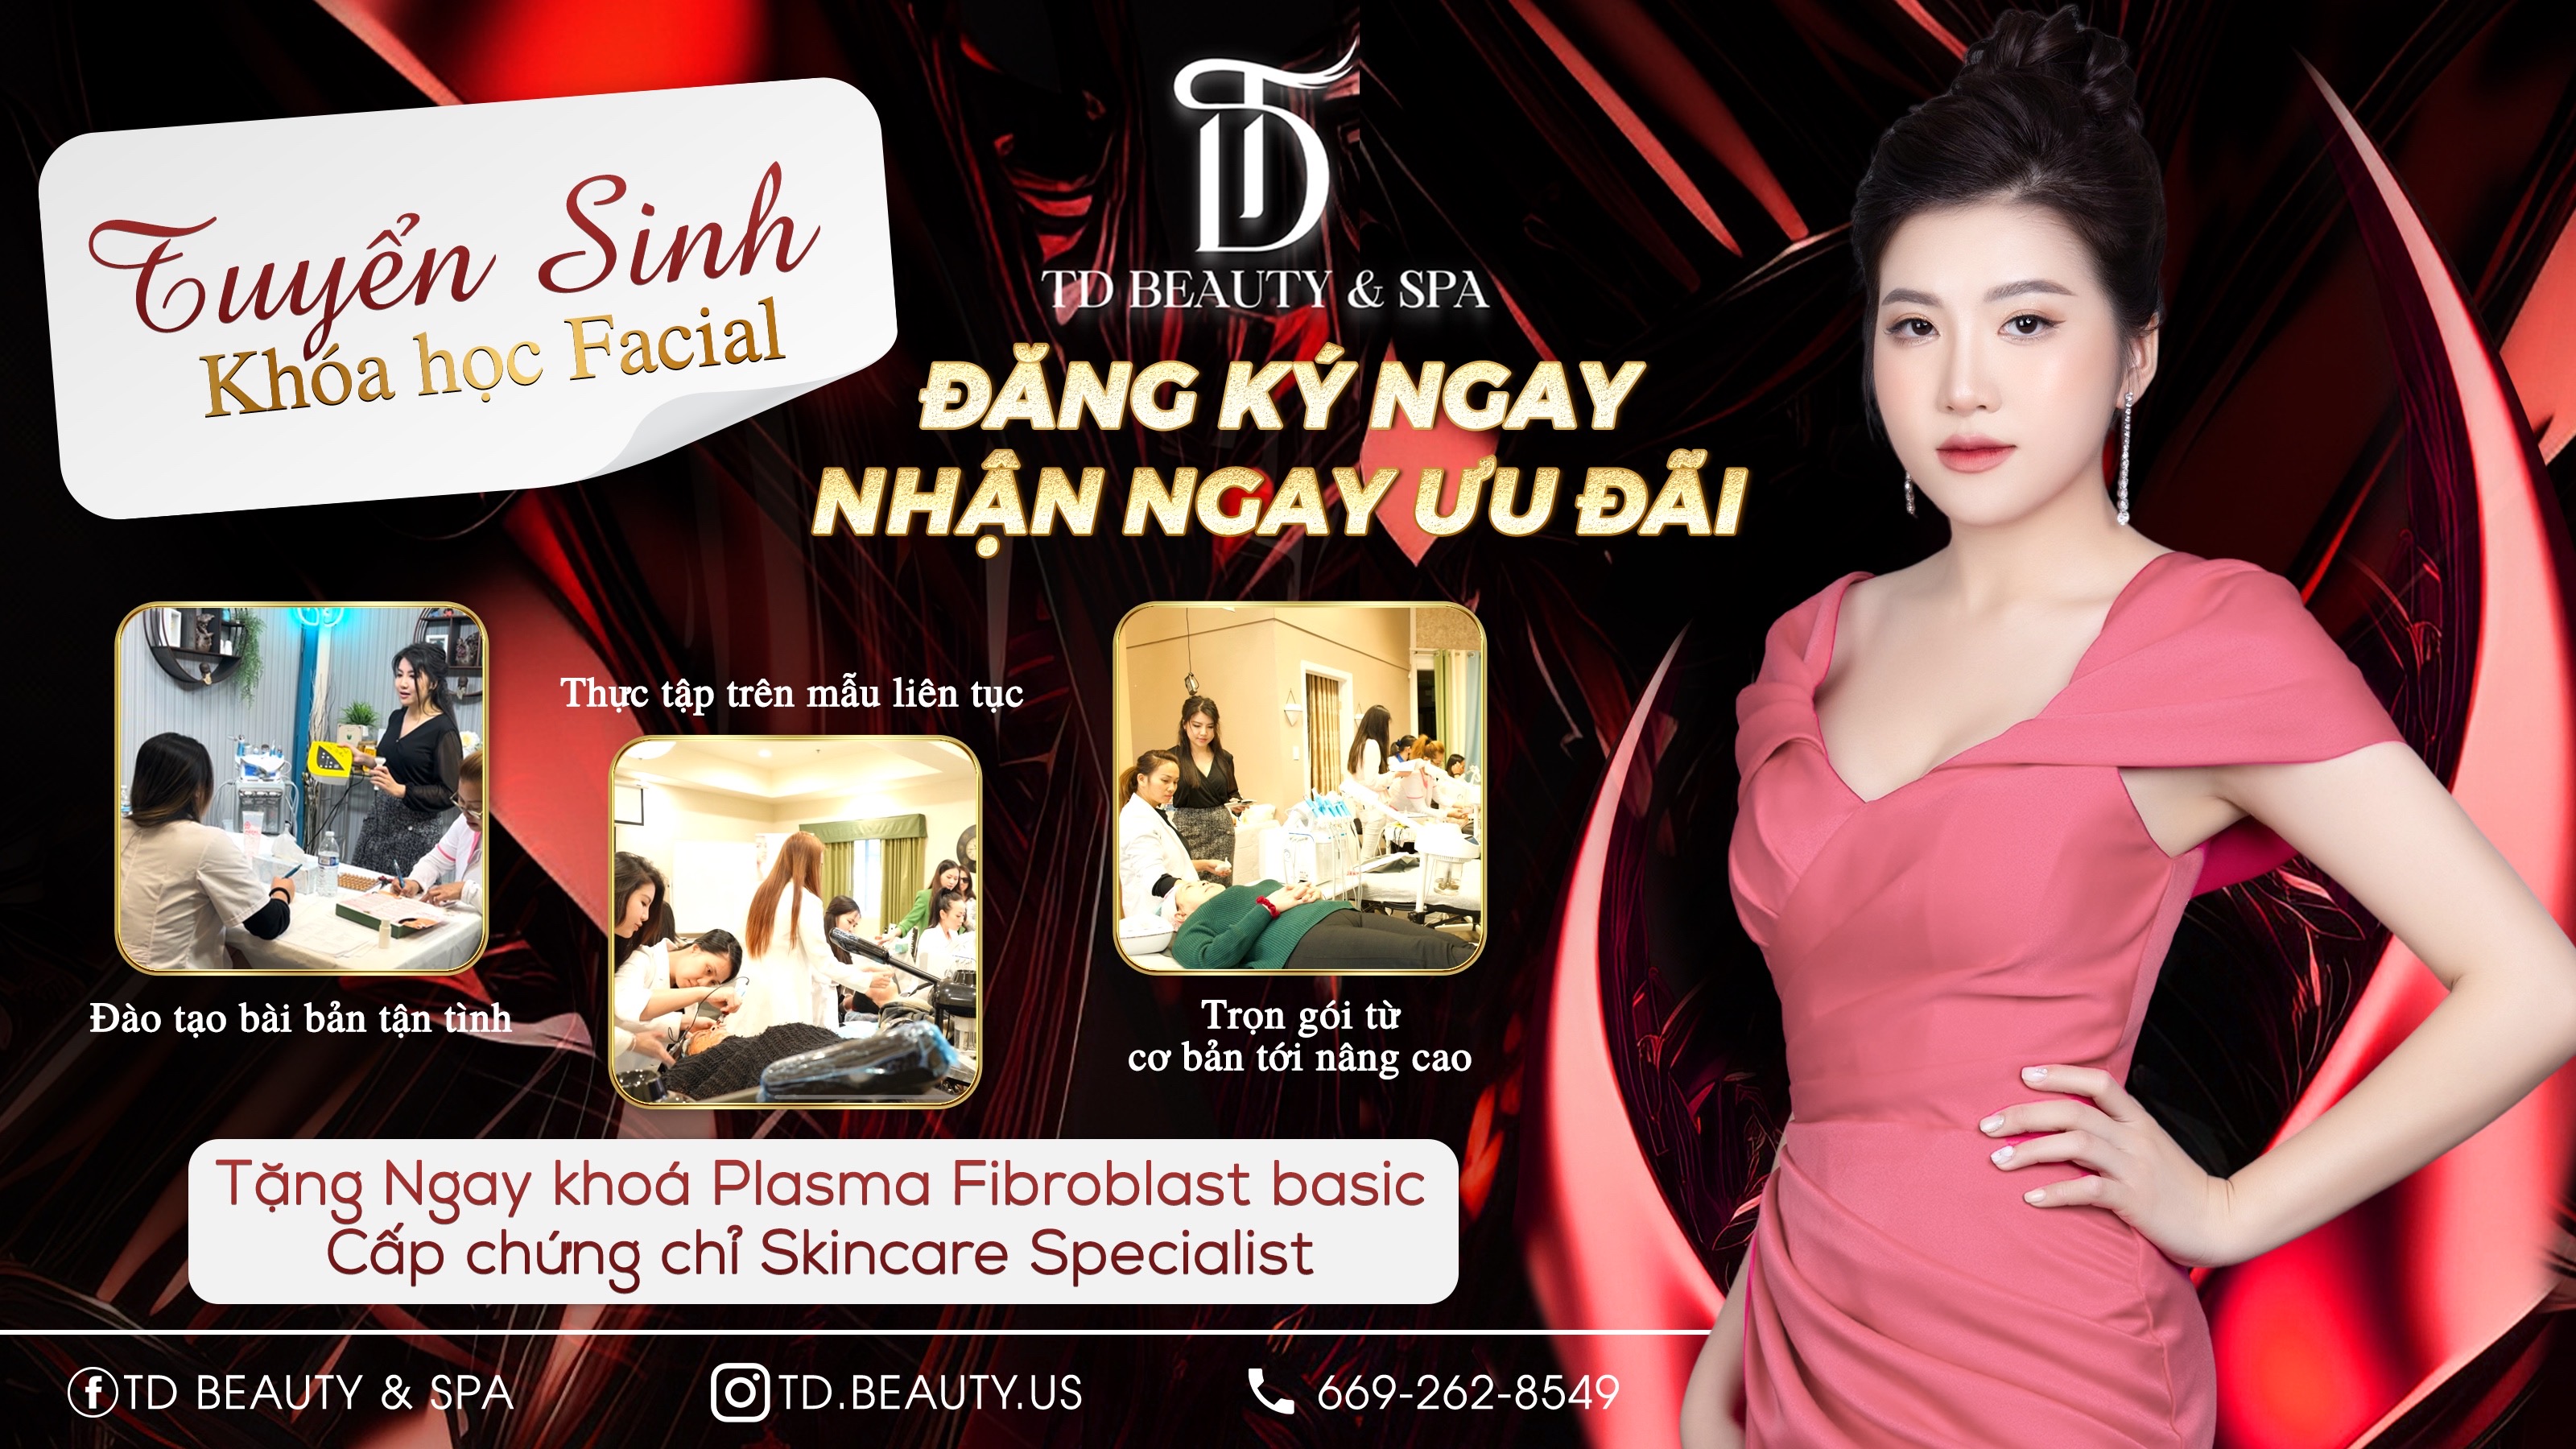 Tuyển Sinh
Khóa học Facial
TD
TD BEAUTY & SPA
ĐĂNG KÝ NGAY
NHẬN NGAY ƯU ĐÃI
Thực tập trên mẫu liên tục
Đào tạo bài bản tận tình
Trọn gói từ
cơ bản tới nâng cao
Tặng Ngay khoá Plasma Fibroblast basic
Cấp chứng chỉ Skincare Specialist
TD BEAUTY & SPA
TD.BEAUTY.US
669-262-8549